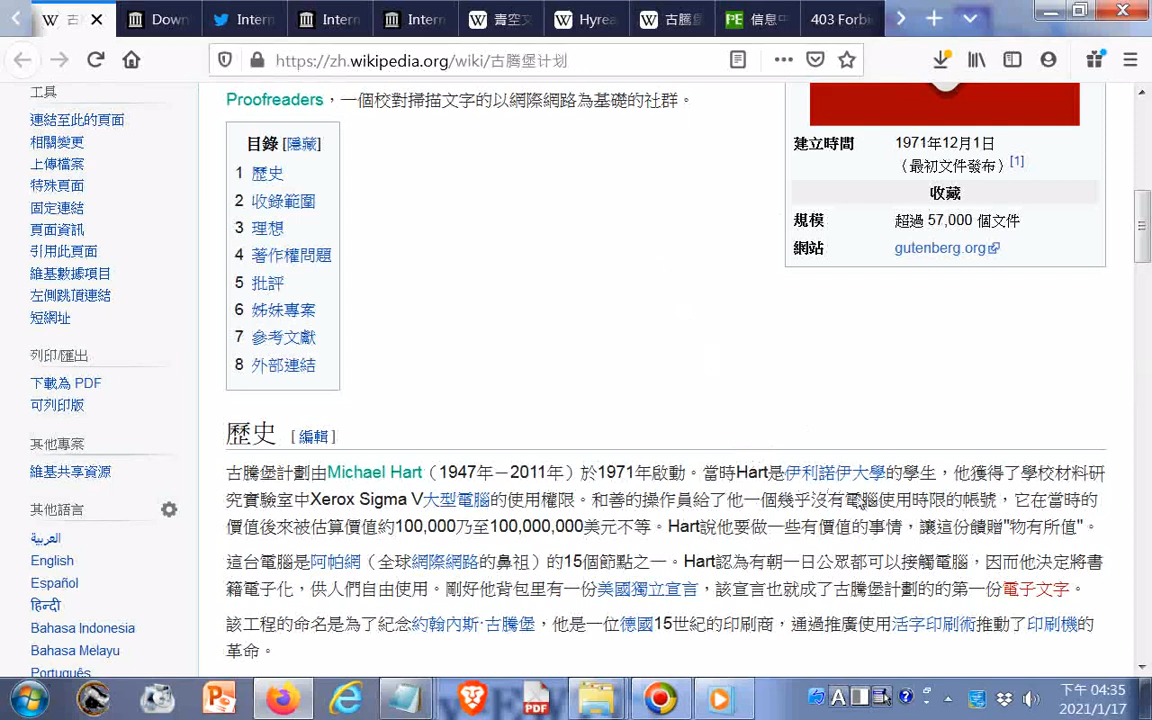 古
Down
Intern
Intern
Intern
青空文
Hyrea
古騰堡
信息中
403 Forbi
https://zh.wikipedia.org/wiki/古騰堡计划
工具
連結至此的頁面
相關變更
上傳檔案
特殊頁面
固定連結
頁面資訊
引用此頁面
維基數據項目
左側跳頂連結
短網址
列印/匯出
下載為 PDF
可列印版
其他專案
維基共享資源
其他語言
العربية
English
Español
हिन्दी
Bahasa Indonesia
Bahasa Melayu
Português
Proofreaders,一個校對掃描文字的以網際網路為基礎的社群。
目錄 [隱藏]
1 歷史
2 收錄範圍
3 理想
4 著作權問題
5 批評
6 姊妹專案
7 參考文獻
8 外部連結
建立時間 1971年12月1日
(最初文件發布)[1]
收藏
規模 超過 57,000 個文件
網站 gutenberg.org
歷史 [編輯]
古騰堡計劃由Michael Hart(1947年-2011年)於1971年啟動。當時Hart是伊利諾伊大學的學生,他獲得了學校材料研
究實驗室中Xerox Sigma V大型電腦的使用權限。和善的操作員給了他一個幾乎沒有電腦使用時限的帳號,它在當時的
價值後來被估算價值約100,000乃至100,000,000美元不等。Hart說他要做一些有價值的事情,讓這份饋贈"物有所值"。
這台電腦是阿帕網(全球網際網路的鼻祖)的15個節點之一。Hart認為有朝一日公眾都可以接觸電腦,因而他決定將書
籍電子化,供人們自由使用。剛好他背包里有一份美國獨立宣言,該宣言也就成了古騰堡計劃的的第一份電子文字。
該工程的命名是為了紀念約翰內斯·古騰堡,他是一位德國15世紀的印刷商,通過推廣使用活字印刷術推動了印刷機的
革命。
PDF
下午 04:35
2021/1/17